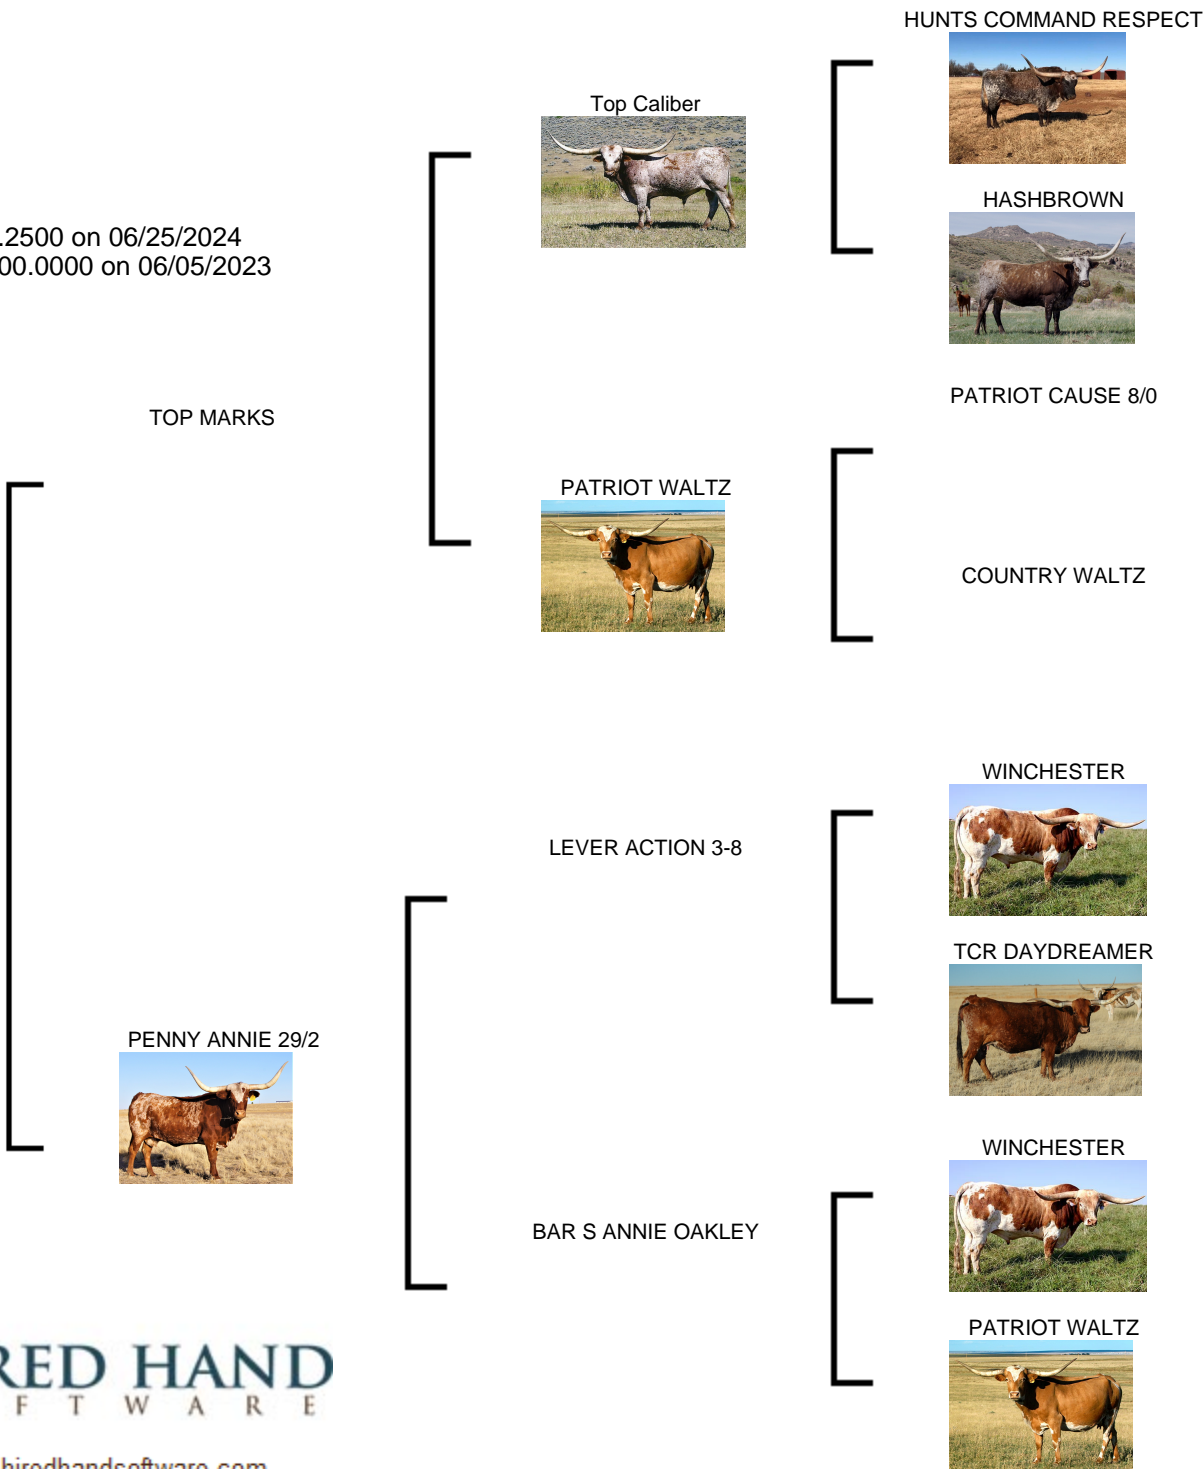 HUNTS COMMAND RESPECT
Top Caliber
HASHBROWN
.2500 on 06/25/2024
00.0000 on 06/05/2023
PATRIOT CAUSE 8/0
TOP MARKS
PATRIOT WALTZ
COUNTRY WALTZ
WINCHESTER
LEVER ACTION 3-8
TCR DAYDREAMER
PENNY ANNIE 29/2
WINCHESTER
BAR S ANNIE OAKLEY
PATRIOT WALTZ
RED HAND
F T W A R E
hiredhandsoftware.com